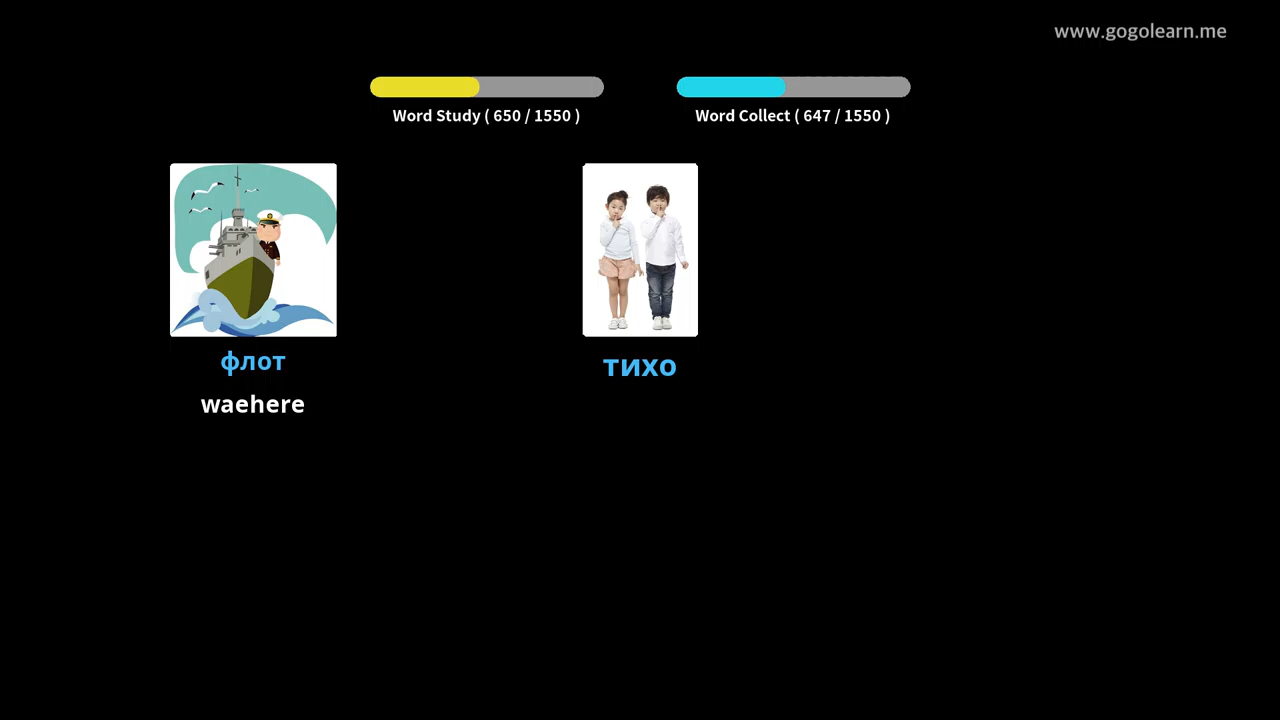 www.gogolearn.me
Word Study ( 650 / 1550 )
Word Collect ( 647 / 1550 )
флот
waehere
тихо